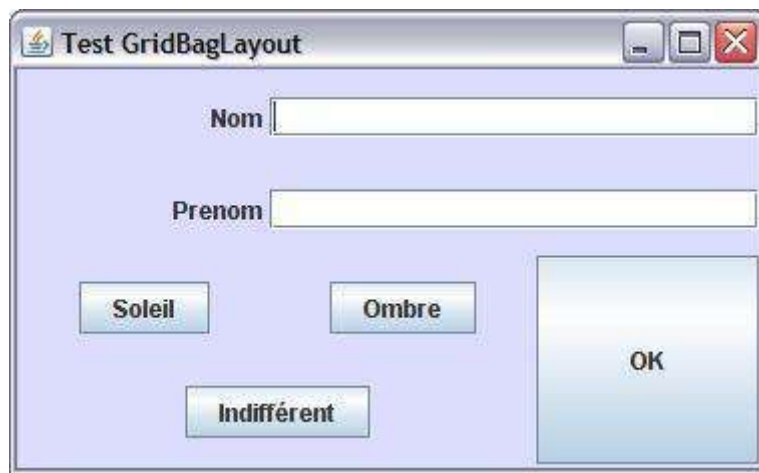 Test GridBagLayout
Nom
Prenom
Soleil
Ombre
OK
Indifférent